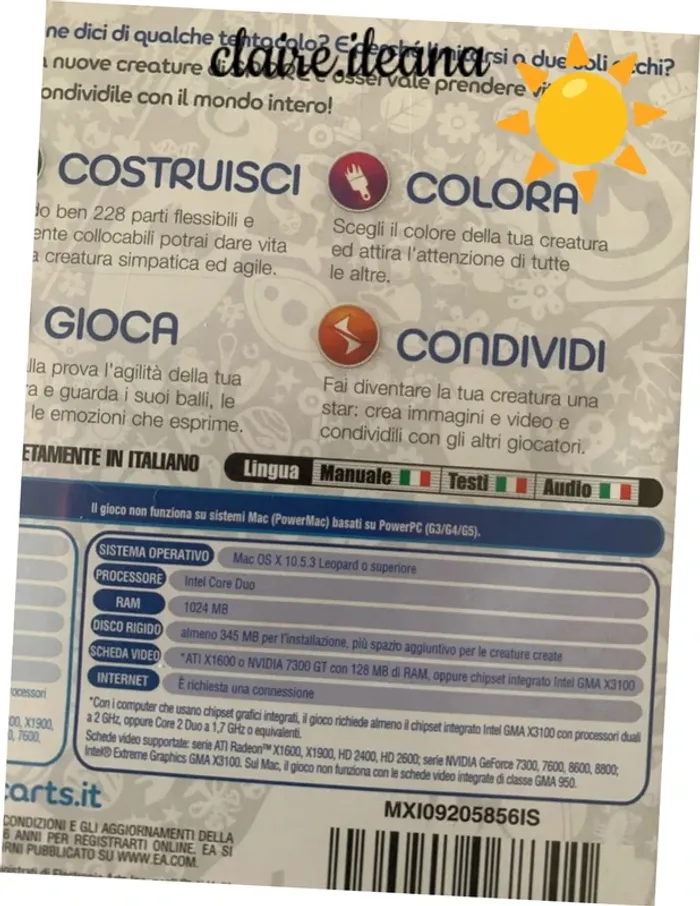 claire.ileana
ne dici di qualche tentacolo? E perché limitarsi a due soli occhi?
nuove creature di SPORE e osservale prendere vi
ondividile con il mondo intero!
COSTRUISCI
do ben 228 parti flessibili e
ente collocabili potrai dare vita
a creatura simpatica ed agile.
COLORA
Scegli il colore della tua creatura
ed attira l'attenzione di tutte
le altre.
GIOCA
lla prova l'agilità della tua
ra e guarda i suoi balli, le
le emozioni che esprime.
CONDIVIDI
Fai diventare la tua creatura una
star: crea immagini e video e
condividili con gli altri giocatori.
ETAMENTE IN ITALIANO
Lingua Manuale Testi Audio
Il gioco non funziona su sistemi Mac (PowerMac) basati su PowerPC (G3/G4/G5).
SISTEMA OPERATIVO Mac OS X 10.5.3 Leopard o superiore
PROCESSORE Intel Core Duo
RAM 1024 MB
DISCO RIGIDO almeno 345 MB per l'installazione, più spazio aggiuntivo per le creature create
SCHEDA VIDEO *ATI X1600 o NVIDIA 7300 GT con 128 MB di RAM, oppure chipset integrato Intel GMA X3100
INTERNET È richiesta una connessione
*Con i computer che usano chipset grafici integrati, il gioco richiede almeno il chipset integrato Intel GMA X3100 con processori duali
a 2 GHz, oppure Core 2 Duo a 1,7 GHz o equivalenti.
Schede video supportate: serie ATI Radeon™ X1600, X1900, HD 2400, HD 2600; serie NVIDIA GeForce 7300, 7600, 8600, 8800;
Intel® Extreme Graphics GMA X3100. Sul Mac, il gioco non funziona con le schede video integrate di classe GMA 950.
ocessori
00, X1900,
0, 7600,
arts.it
CONDIZIONI E GLI AGGIORNAMENTI DELLA
6 ANNI PER REGISTRARTI ONLINE. EA SI
RNI PUBBLICATO SU WWW.EA.COM.
MXI09205856IS